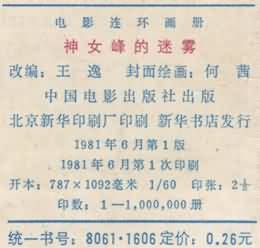 电影连环画册
神女峰的迷雾
改编：王逸 封面绘画：何茜
中国电影出版社出版
北京新华印刷厂印刷 新华书店发行
1981年6月第1版
1981年6月第1次印刷
开本：787×1092毫米 1/60 印张：2½
印数：1—1,000,000册
统一书号：8061·1606 定价：0.26元